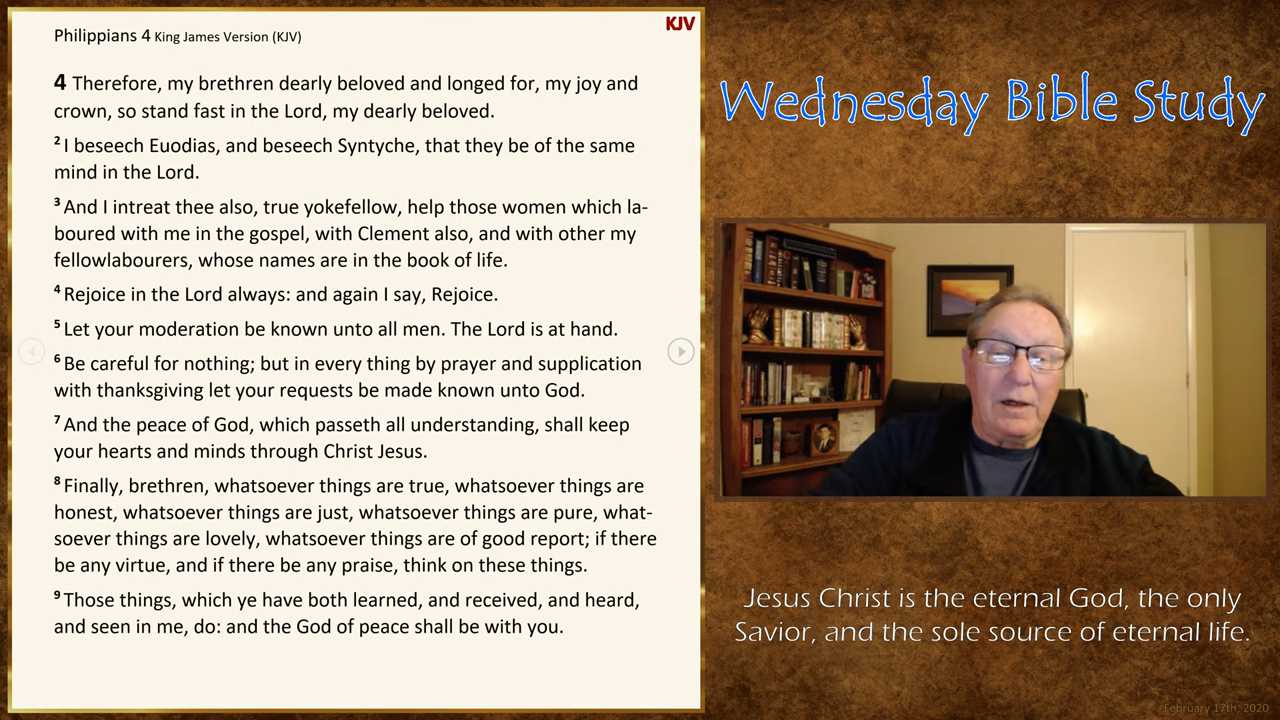 KJV
Philippians 4 King James Version (KJV)
4 Therefore, my brethren dearly beloved and longed for, my joy and
crown, so stand fast in the Lord, my dearly beloved.
2 I beseech Euodias, and beseech Syntyche, that they be of the same
mind in the Lord.
3 And I intreat thee also, true yokefellow, help those women which la-
boured with me in the gospel, with Clement also, and with other my
fellowlabourers, whose names are in the book of life.
4 Rejoice in the Lord always: and again I say, Rejoice.
5 Let your moderation be known unto all men. The Lord is at hand.
6 Be careful for nothing; but in every thing by prayer and supplication
with thanksgiving let your requests be made known unto God.
7 And the peace of God, which passeth all understanding, shall keep
your hearts and minds through Christ Jesus.
8 Finally, brethren, whatsoever things are true, whatsoever things are
honest, whatsoever things are just, whatsoever things are pure, what-
soever things are lovely, whatsoever things are of good report; if there
be any virtue, and if there be any praise, think on these things.
9 Those things, which ye have both learned, and received, and heard,
and seen in me, do: and the God of peace shall be with you.
Wednesday Bible Study
Jesus Christ is the eternal God, the only
Savior, and the sole source of eternal life.
February 17th, 2020